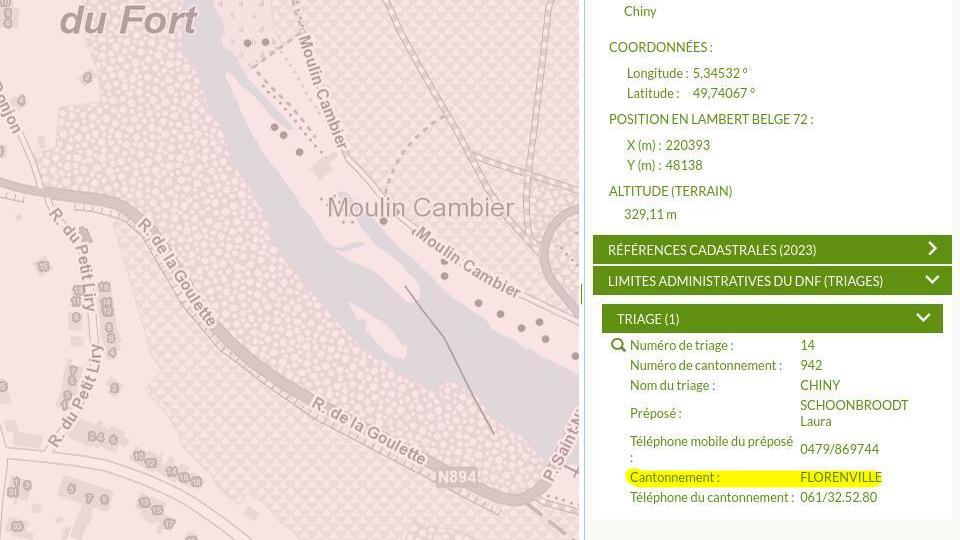 du Fort
Moulin Cambier
Moulin Cambier
Moulin Cambier
R. du Petit Liry
R. de la Goulette
R. du Petit Liry
R. de la Goulette
N894
Chiny
COORDONNÉES :
Longitude : 5,34532 °
Latitude : 49,74067 °
POSITION EN LAMBERT BELGE 72 :
X (m) : 220393
Y (m) : 48138
ALTITUDE (TERRAIN)
329,11 m
RÉFÉRENCES CADASTRALES (2023)
LIMITES ADMINISTRATIVES DU DNF (TRIAGES)
TRIAGE (1)
Numéro de triage : 14
Numéro de cantonnement : 942
Nom du triage : CHINY
Préposé : SCHOONBROODT
Laura
Téléphone mobile du préposé
: 0479/869744
Cantonnement : FLORENVILLE
Téléphone du cantonnement : 061/32.52.80